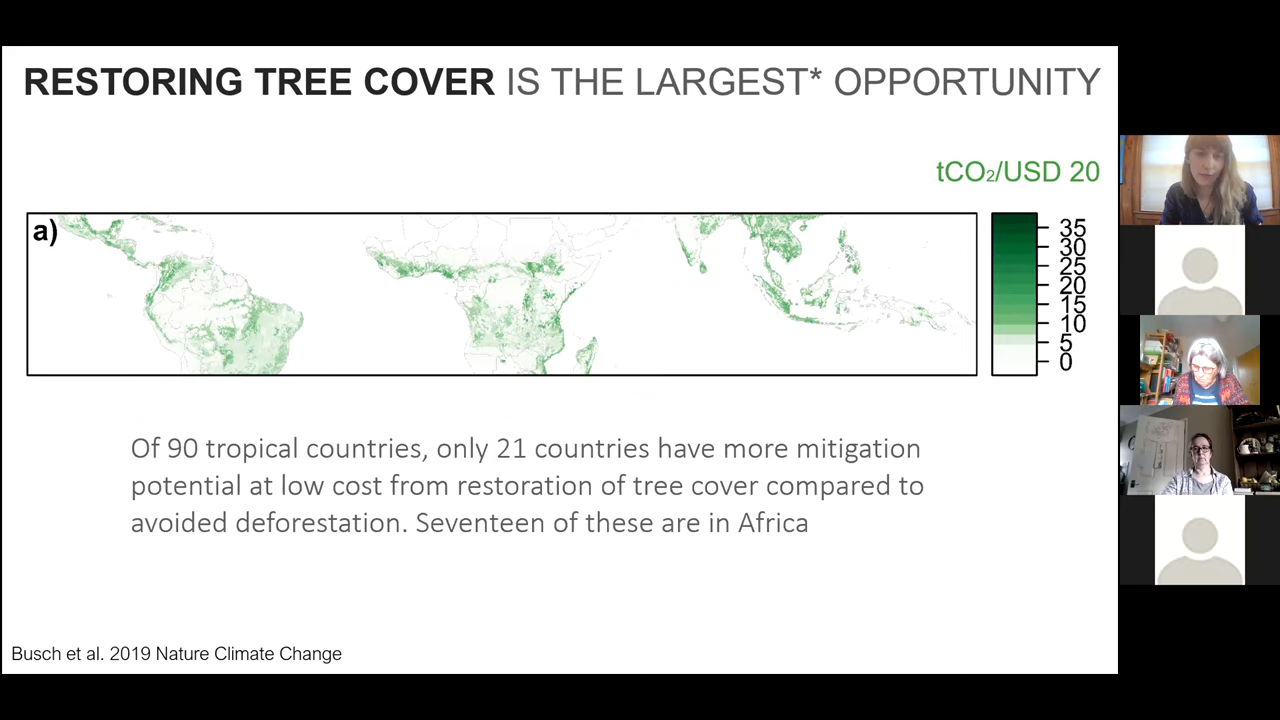 RESTORING TREE COVER IS THE LARGEST* OPPORTUNITY
tCO₂/USD 20
a)
35
30
25
20
15
10
5
0
Of 90 tropical countries, only 21 countries have more mitigation
potential at low cost from restoration of tree cover compared to
avoided deforestation. Seventeen of these are in Africa
Busch et al. 2019 Nature Climate Change